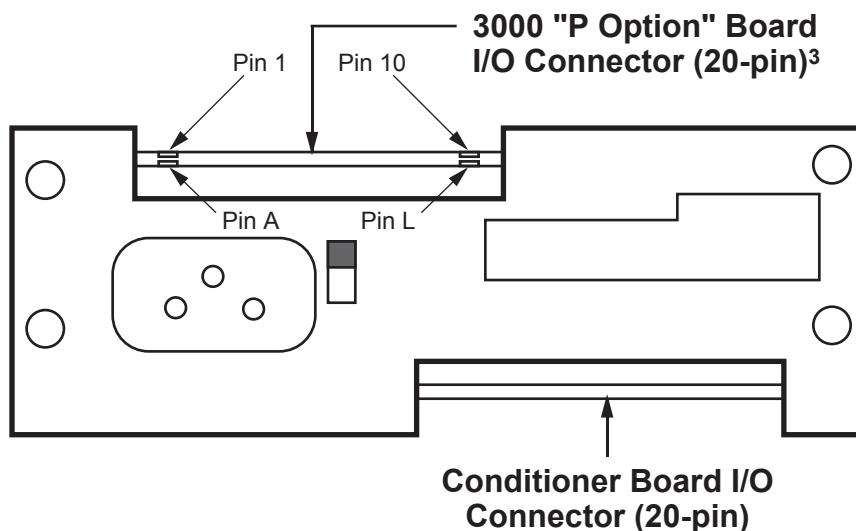 3000 "P Option" Board
I/O Connector (20-pin)³
Pin 1
Pin 10
Pin A
Pin L
Conditioner Board I/O
Connector (20-pin)